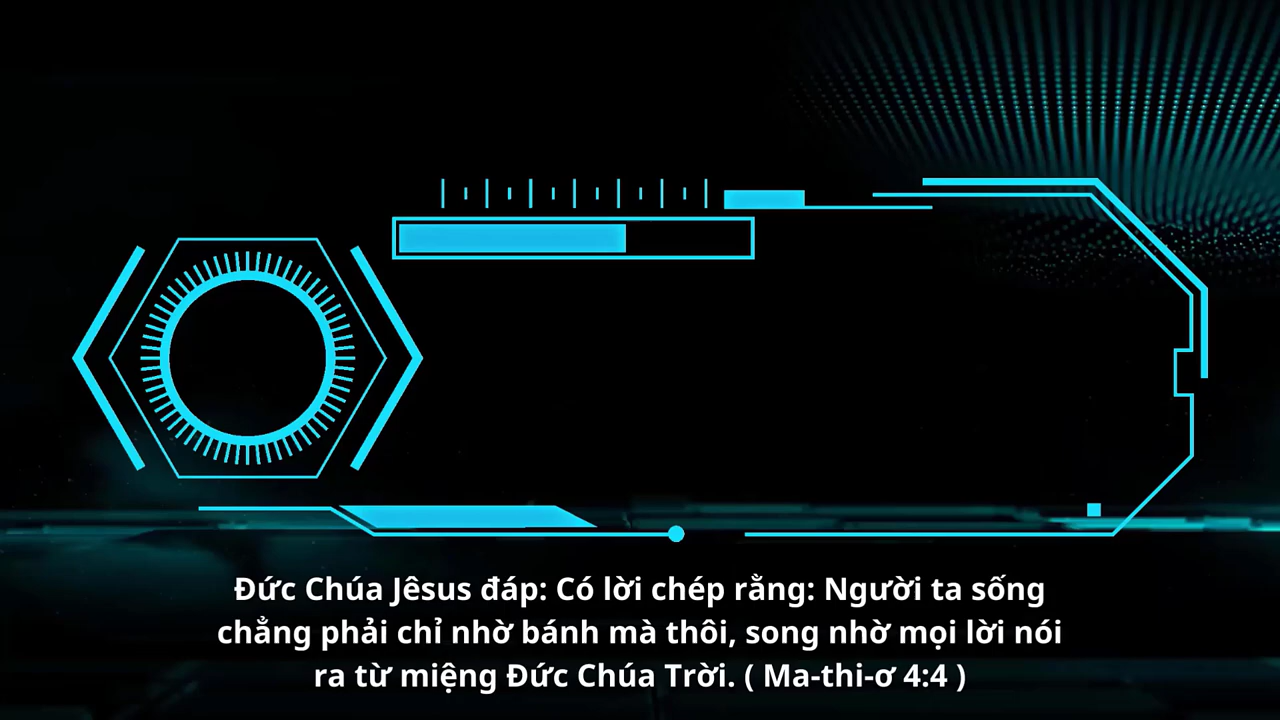 Đức Chúa Jêsus đáp: Có lời chép rằng: Người ta sống
chẳng phải chỉ nhờ bánh mà thôi, song nhờ mọi lời nói
ra từ miệng Đức Chúa Trời. ( Ma-thi-ơ 4:4 )